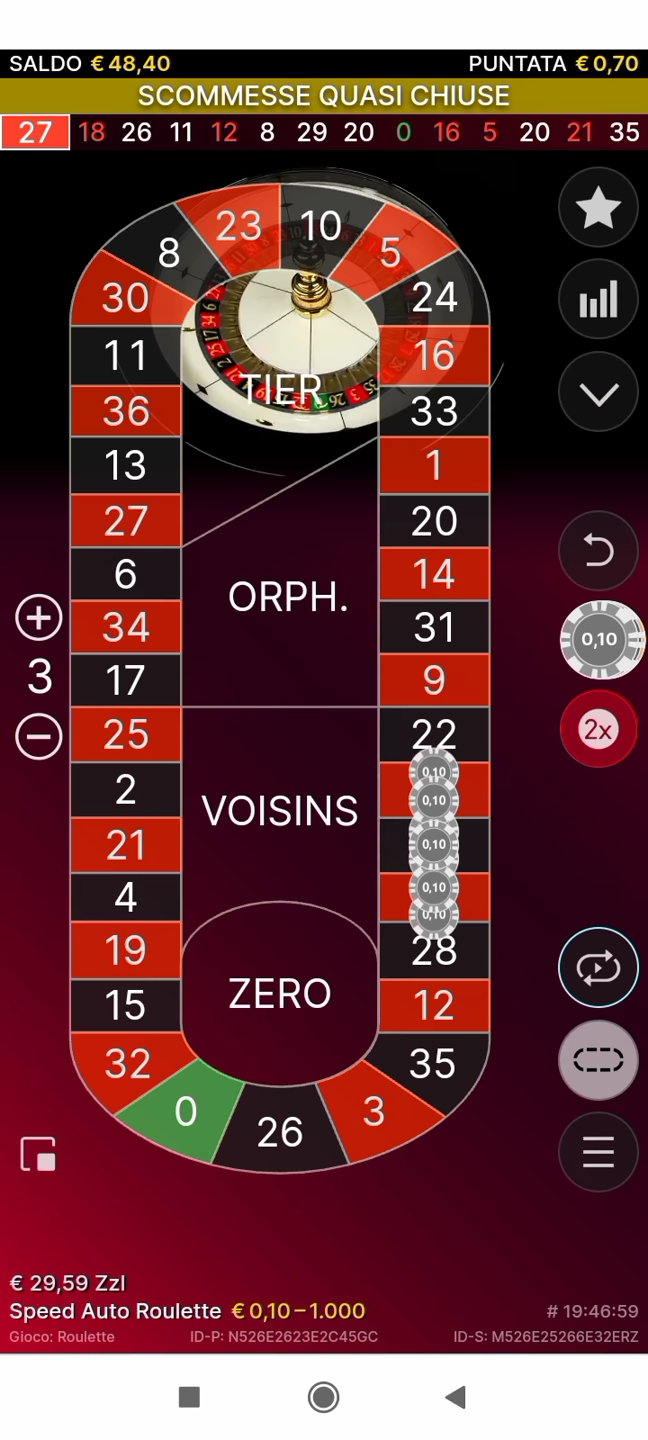 SALDO € 48,40 PUNTATA € 0,70
SCOMMESSE QUASI CHIUSE
27 18 26 11 12 8 29 20 0 16 5 20 21 35
23 10
8 5
30 24
11 16
TIER
36 33
13 1
27 20
6 14
ORPH.
34 31
3 17 9
25 22
2x
0,10
2 0,10
VOISINS
21 0,10
4 0,10
0,10
19 28
ZERO
15 12
32 35
0 3
26
0,10
€ 29,59 Zzl
Speed Auto Roulette € 0,10–1.000 # 19:46:59
Gioco: Roulette ID-P: N526E2623E2C45GC ID-S: M526E25266E32ERZ